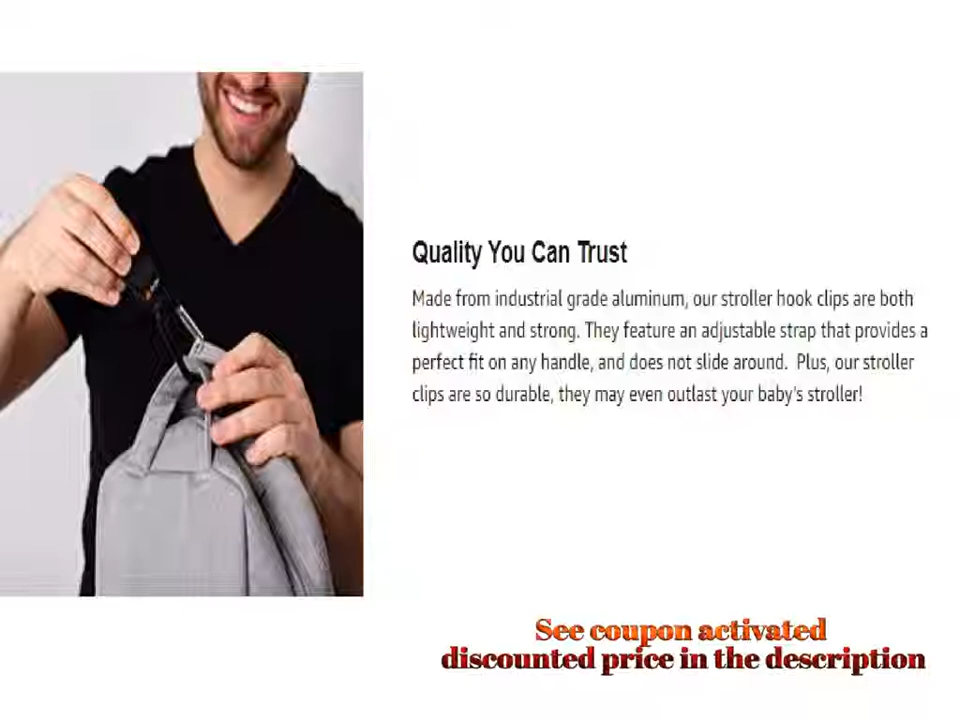 Quality You Can Trust
Made from industrial grade aluminum, our stroller hook clips are both
lightweight and strong. They feature an adjustable strap that provides a
perfect fit on any handle, and does not slide around. Plus, our stroller
clips are so durable, they may even outlast your baby's stroller!
See coupon activated
discounted price in the description